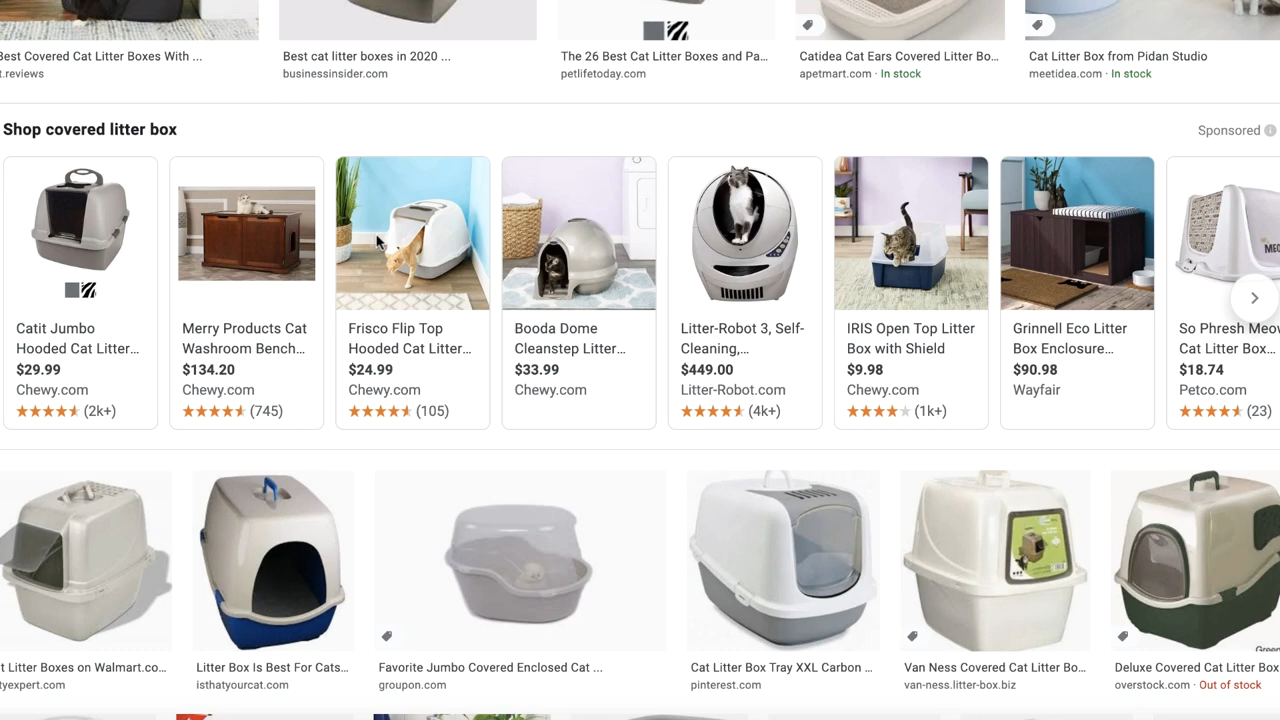 Best Covered Cat Litter Boxes With ...
t.reviews
Best cat litter boxes in 2020 ...
businessinsider.com
The 26 Best Cat Litter Boxes and Pa...
petlifetoday.com
Catidea Cat Ears Covered Litter Bo...
apetmart.com · In stock
Cat Litter Box from Pidan Studio
meetidea.com · In stock
Shop covered litter box
Sponsored
Catit Jumbo
Hooded Cat Litter...
$29.99
Chewy.com
(2k+)
Merry Products Cat
Washroom Bench...
$134.20
Chewy.com
(745)
Frisco Flip Top
Hooded Cat Litter...
$24.99
Chewy.com
(105)
Booda Dome
Cleanstep Litter...
$33.99
Chewy.com
Litter-Robot 3, Self-
Cleaning,...
$449.00
Litter-Robot.com
(4k+)
IRIS Open Top Litter
Box with Shield
$9.98
Chewy.com
(1k+)
Grinnell Eco Litter
Box Enclosure...
$90.98
Wayfair
MEO
So Phresh Meow
Cat Litter Box...
$18.74
Petco.com
(23)
t Litter Boxes on Walmart.co...
tyexpert.com
Litter Box Is Best For Cats...
isthatyourcat.com
Favorite Jumbo Covered Enclosed Cat ...
groupon.com
Cat Litter Box Tray XXL Carbon ...
pinterest.com
Van Ness Covered Cat Litter Bo...
van-ness.litter-box.biz
Green
Deluxe Covered Cat Litter Box
overstock.com · Out of stock